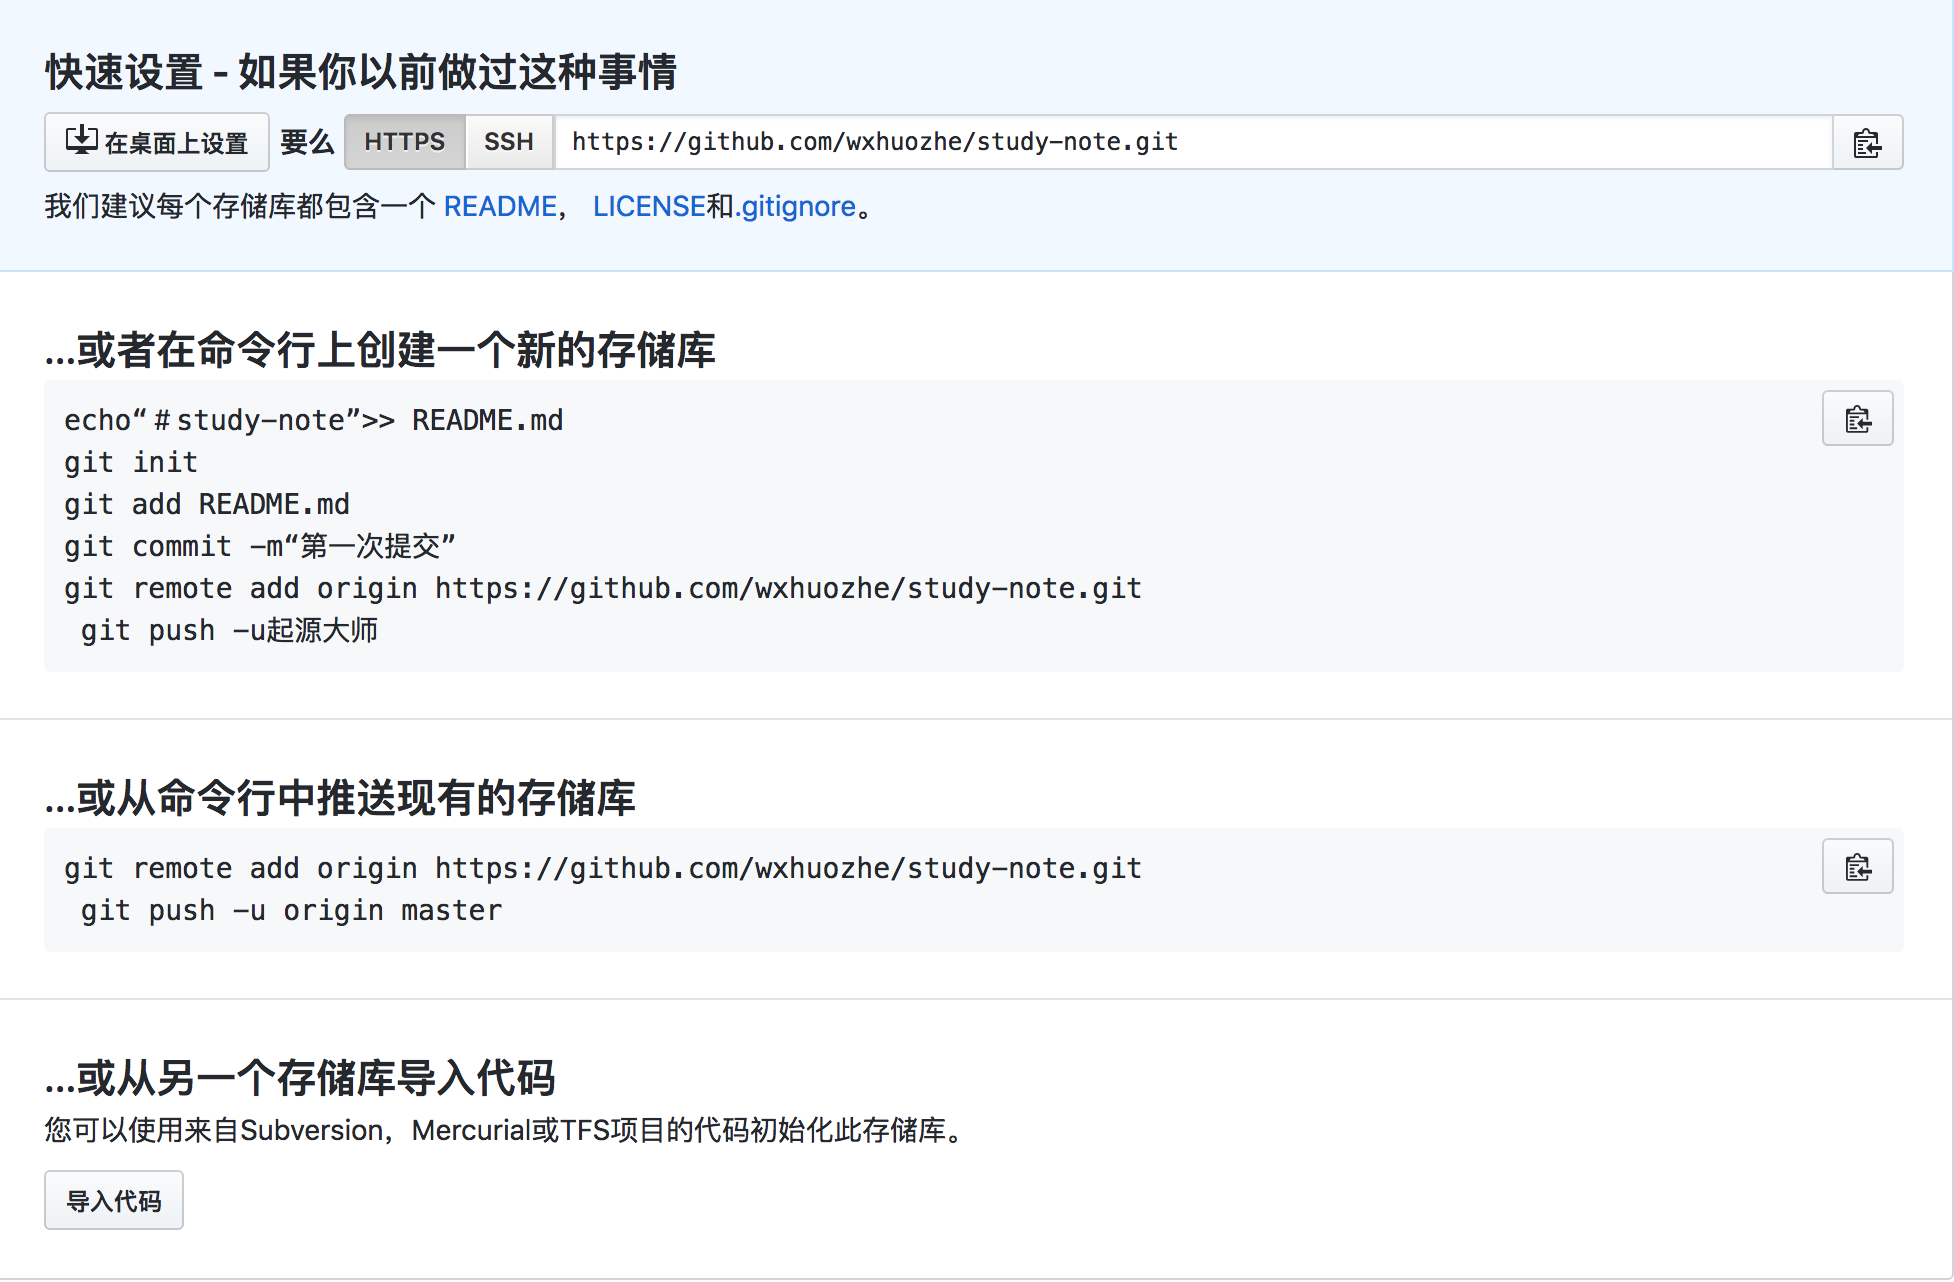 快速设置 - 如果你以前做过这种事情
在桌面上设置 要么 HTTPS SSH https://github.com/wxhuozhe/study-note.git
我们建议每个存储库都包含一个 README， LICENSE和.gitignore。
...或者在命令行上创建一个新的存储库
echo“＃study-note”>> README.md
git init
git add README.md
git commit -m“第一次提交”
git remote add origin https://github.com/wxhuozhe/study-note.git
git push -u起源大师
...或从命令行中推送现有的存储库
git remote add origin https://github.com/wxhuozhe/study-note.git
git push -u origin master
...或从另一个存储库导入代码
您可以使用来自Subversion，Mercurial或TFS项目的代码初始化此存储库。
导入代码